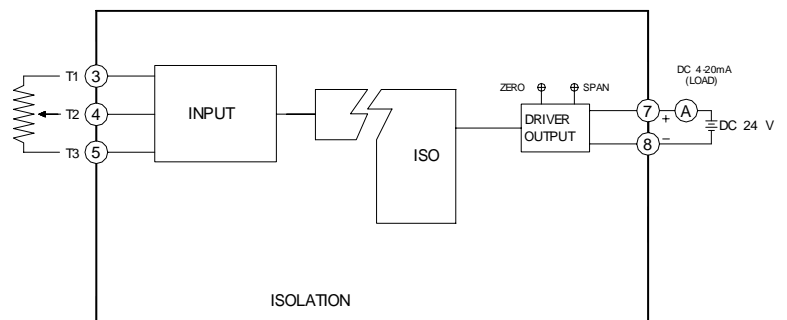 DC 4-20mA
(LOAD)
T1 3
ZERO
SPAN
T2 4
INPUT
DRIVER
OUTPUT
7
+
A
DC 24 V
T3 5
ISO
8
−
ISOLATION